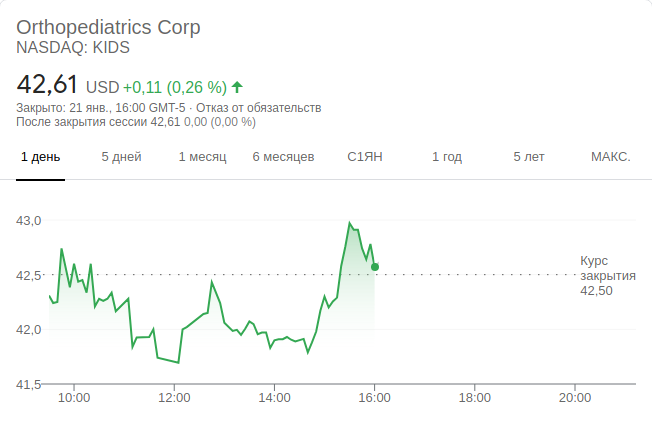 Orthopediatrics Corp
NASDAQ: KIDS
42,61 USD +0,11 (0,26 %)
Закрыто: 21 янв., 16:00 GMT-5 · Отказ от обязательств
После закрытия сессии 42,61 0,00 (0,00 %)
1 день 5 дней 1 месяц 6 месяцев С1ЯН 1 год 5 лет МАКС.
43,0
42,5
42,0
41,5
Курс
закрытия
42,50
10:00 12:00 14:00 16:00 18:00 20:00